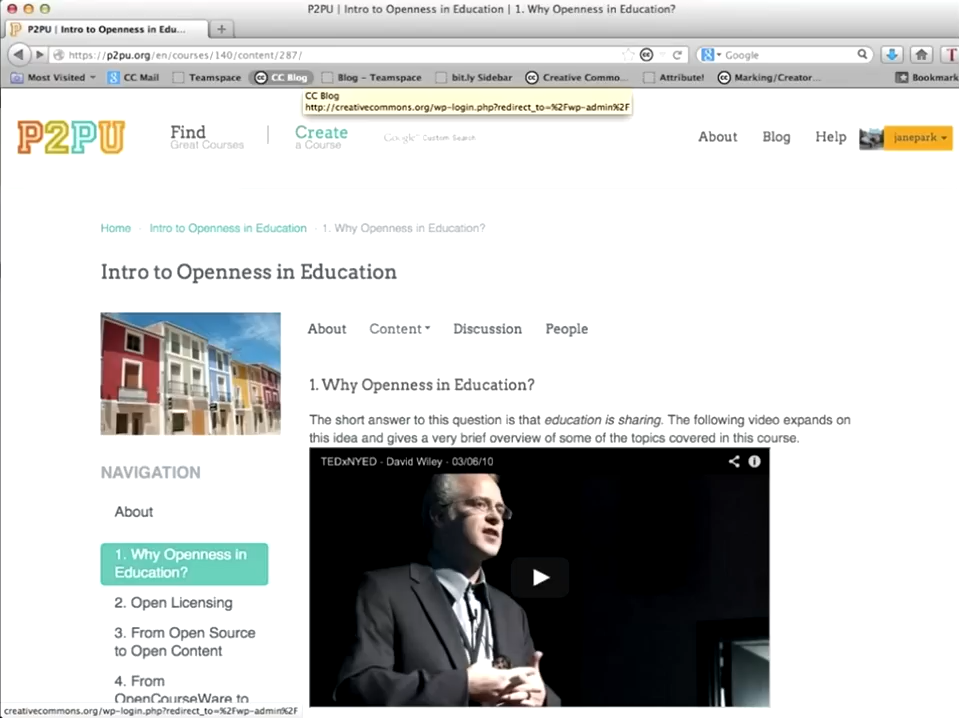 P2PU | Intro to Openness in Education | 1. Why Openness in Education?
P2PU | Intro to Openness in Edu...
https://p2pu.org/en/courses/140/content/287/
Google
Most Visited
CC Mail
Teamspace
CC Blog
Blog – Teamspace
bit.ly Sidebar
Creative Commo...
Attribute!
Marking/Creator...
Bookmark
CC Blog
http://creativecommons.org/wp-login.php?redirect_to=%2Fwp-admin%2F
P2PU
Find
Great Courses
Create
a Course
Google™ Custom Search
About
Blog
Help
janepark
Home · Intro to Openness in Education · 1. Why Openness in Education?
Intro to Openness in Education
About
Content
Discussion
People
1. Why Openness in Education?
The short answer to this question is that education is sharing. The following video expands on
this idea and gives a very brief overview of some of the topics covered in this course.
TEDxNYED - David Wiley - 03/06/10
NAVIGATION
About
1. Why Openness in
Education?
2. Open Licensing
3. From Open Source
to Open Content
4. From
OpenCourseWare to
creativecommons.org/wp-login.php?redirect_to=%2Fwp-admin%2F